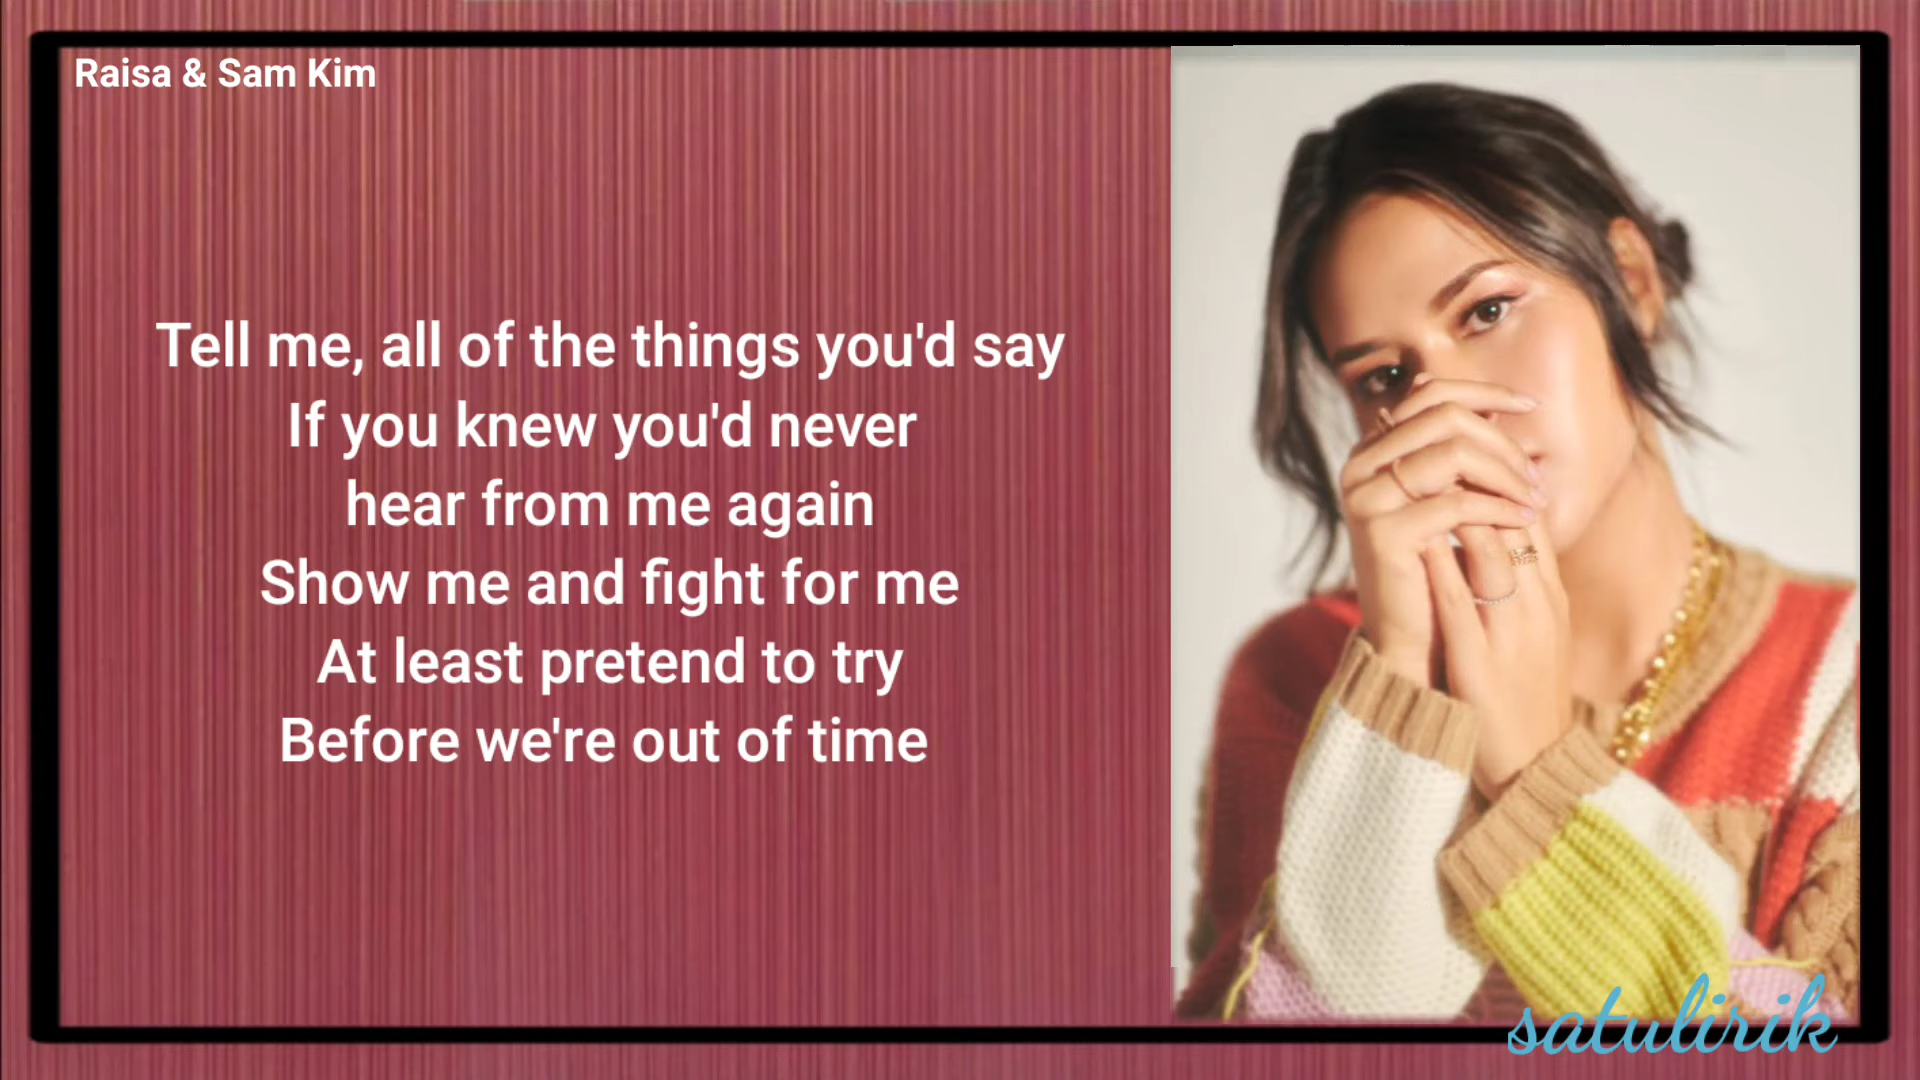 Raisa & Sam Kim
Tell me, all of the things you'd say
If you knew you'd never
hear from me again
Show me and fight for me
At least pretend to try
Before we're out of time
satulirik